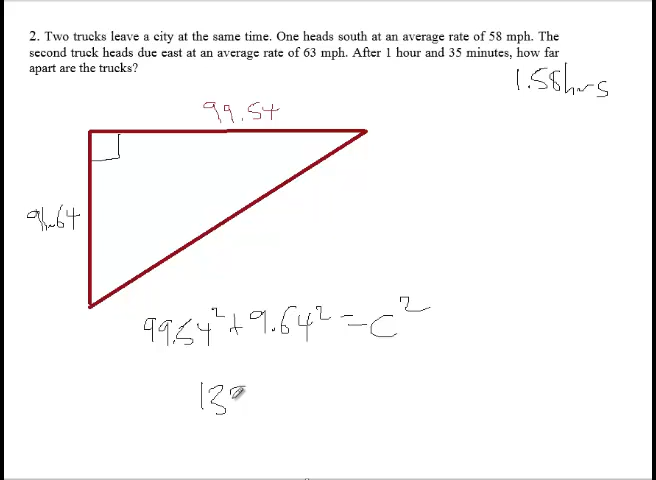 2. Two trucks leave a city at the same time. One heads south at an average rate of 58 mph. The
second truck heads due east at an average rate of 63 mph. After 1 hour and 35 minutes, how far
apart are the trucks?
1.58hrs
99.54
91.64
99.54² + 9.64² = c²
13